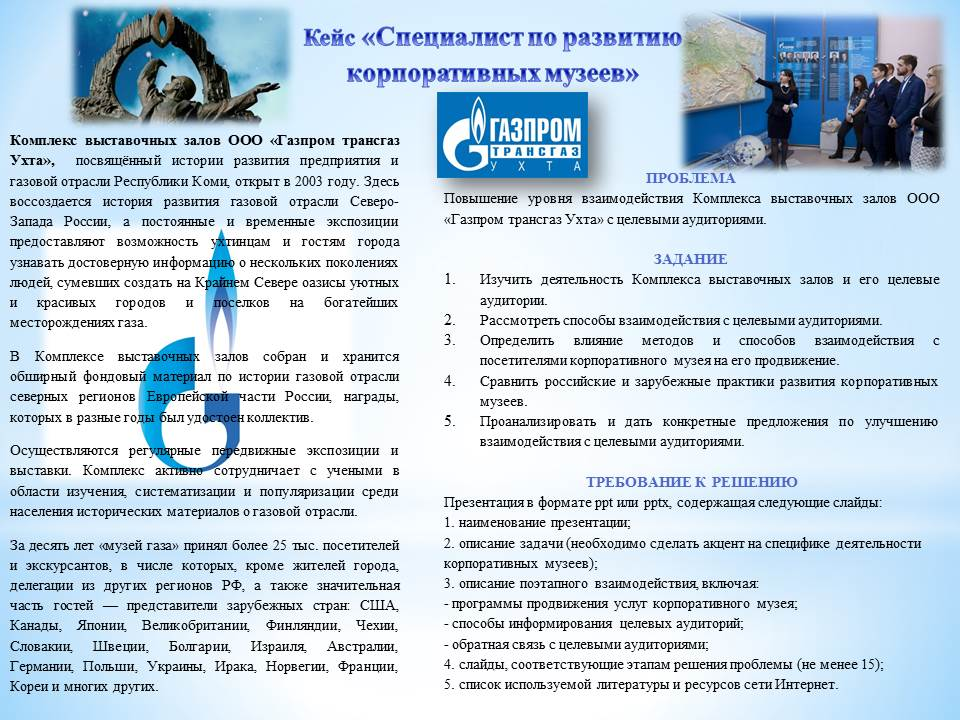 Кейс «Специалист по развитию
корпоративных музеев»
ГАЗПРОМ
ТРАНСГАЗ
УХТА
Комплекс выставочных залов ООО «Газпром трансгаз
Ухта», посвящённый истории развития предприятия и
газовой отрасли Республики Коми, открыт в 2003 году. Здесь
воссоздается история развития газовой отрасли Северо-
Запада России, а постоянные и временные экспозиции
предоставляют возможность ухтинцам и гостям города
узнавать достоверную информацию о нескольких поколениях
людей, сумевших создать на Крайнем Севере оазисы уютных
и красивых городов и поселков на богатейших
месторождениях газа.
В Комплексе выставочных залов собран и хранится
обширный фондовый материал по истории газовой отрасли
северных регионов Европейской части России, награды,
которых в разные годы был удостоен коллектив.
Осуществляются регулярные передвижные экспозиции и
выставки. Комплекс активно сотрудничает с учеными в
области изучения, систематизации и популяризации среди
населения исторических материалов о газовой отрасли.
За десять лет «музей газа» принял более 25 тыс. посетителей
и экскурсантов, в числе которых, кроме жителей города,
делегации из других регионов РФ, а также значительная
часть гостей — представители зарубежных стран: США,
Канады, Японии, Великобритании, Финляндии, Чехии,
Словакии, Швеции, Болгарии, Израиля, Австралии,
Германии, Польши, Украины, Ирака, Норвегии, Франции,
Кореи и многих других.
ПРОБЛЕМА
Повышение уровня взаимодействия Комплекса выставочных залов ООО
«Газпром трансгаз Ухта» с целевыми аудиториями.
ЗАДАНИЕ
1. Изучить деятельность Комплекса выставочных залов и его целевые
аудитории.
2. Рассмотреть способы взаимодействия с целевыми аудиториями.
3. Определить влияние методов и способов взаимодействия с
посетителями корпоративного музея на его продвижение.
4. Сравнить российские и зарубежные практики развития корпоративных
музеев.
5. Проанализировать и дать конкретные предложения по улучшению
взаимодействия с целевыми аудиториями.
ТРЕБОВАНИЕ К РЕШЕНИЮ
Презентация в формате ppt или pptx, содержащая следующие слайды:
1. наименование презентации;
2. описание задачи (необходимо сделать акцент на специфике деятельности
корпоративных музеев);
3. описание поэтапного взаимодействия, включая:
- программы продвижения услуг корпоративного музея;
- способы информирования целевых аудиторий;
- обратная связь с целевыми аудиториями;
4. слайды, соответствующие этапам решения проблемы (не менее 15);
5. список используемой литературы и ресурсов сети Интернет.